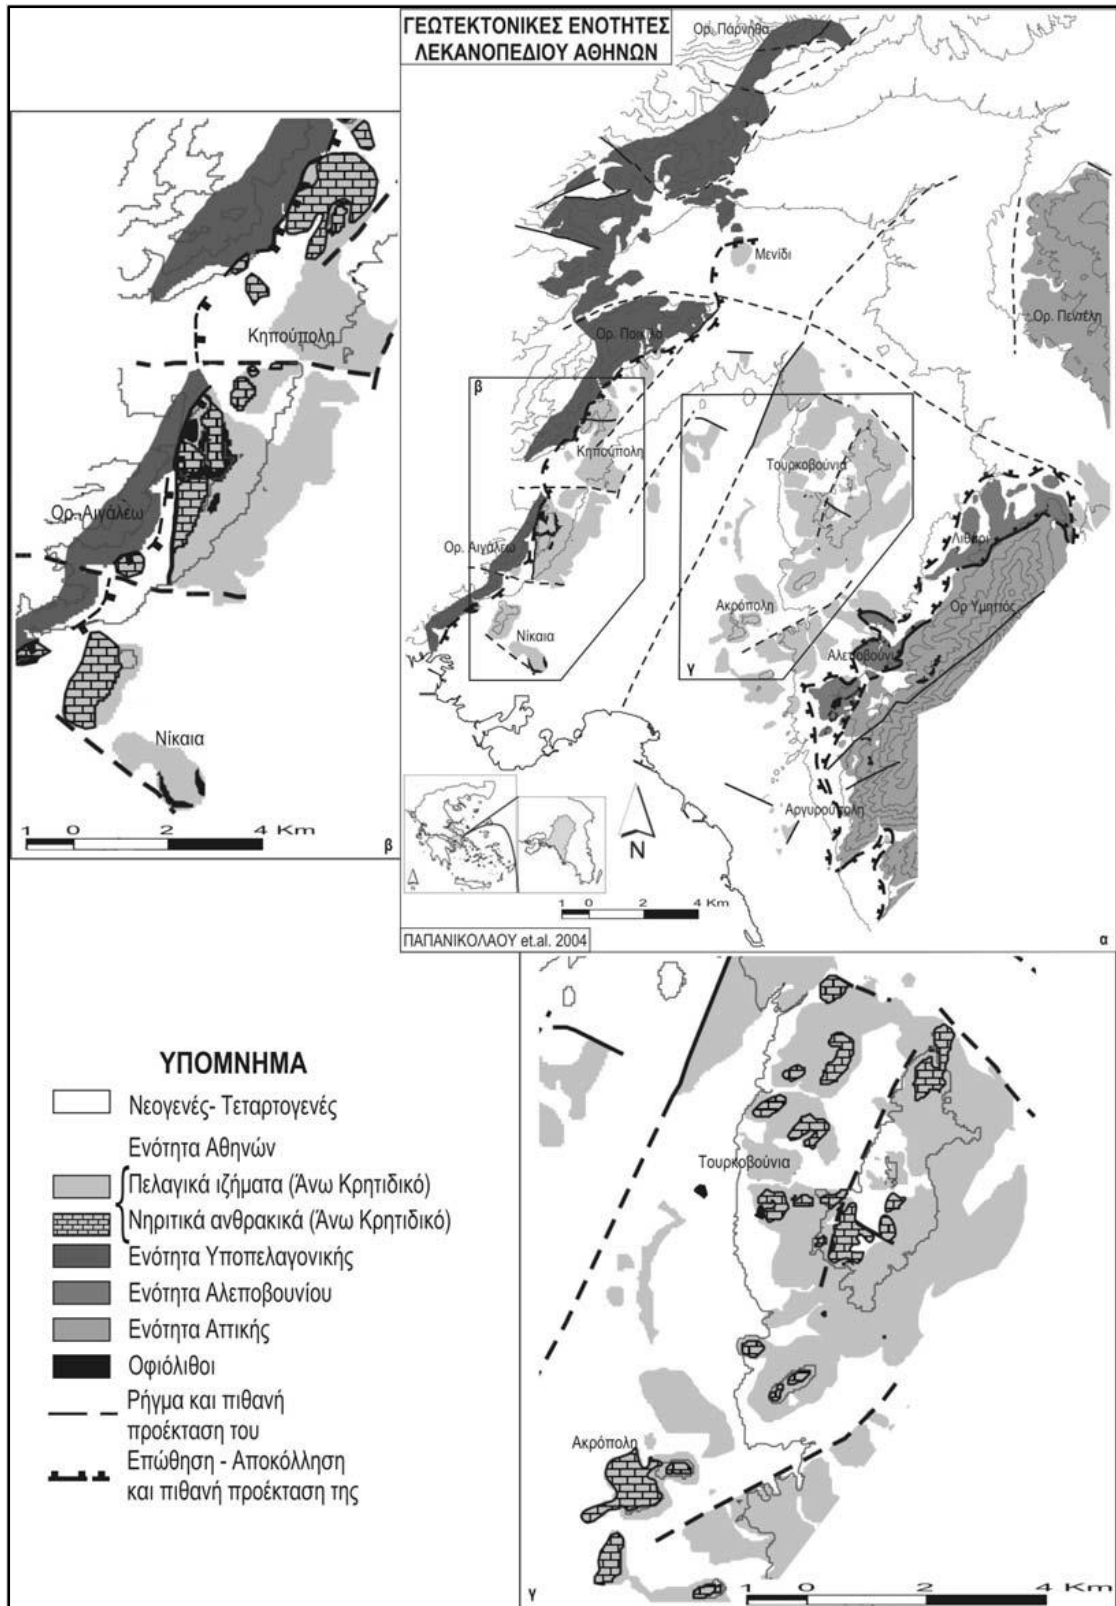 ΓΕΩΤΕΚΤΟΝΙΚΕΣ ΕΝΟΤΗΤΕΣ
ΛΕΚΑΝΟΠΕΔΙΟΥ ΑΘΗΝΩΝ
Ορ. Πάρνηθα
Μενίδι
Ορ. Πεντέλη
Ορ. Ποικίλο
β
Κηπούπολη
Τουρκοβούνια
Ορ. Αιγάλεω
Λιθάρι
Ακρόπολη
Ορ Υμηττός
Νίκαια
Αλεποβούνι
γ
Αργυρούπολη
N
1 0 2 4 Km
ΠΑΠΑΝΙΚΟΛΑΟΥ et.al. 2004
α
Κηπούπολη
Ορ. Αιγάλεω
Νίκαια
1 0 2 4 Km
β
ΥΠΟΜΝΗΜΑ
Νεογενές- Τεταρτογενές
Ενότητα Αθηνών
Πελαγικά ιζήματα (Άνω Κρητιδικό)
Νηριτικά ανθρακικά (Άνω Κρητιδικό)
Ενότητα Υποπελαγονικής
Ενότητα Αλεποβουνίου
Ενότητα Αττικής
Οφιόλιθοι
Ρήγμα και πιθανή
προέκταση του
Επώθηση - Αποκόλληση
και πιθανή προέκταση της
Τουρκοβούνια
Ακρόπολη
γ
1 0 2 4 Km